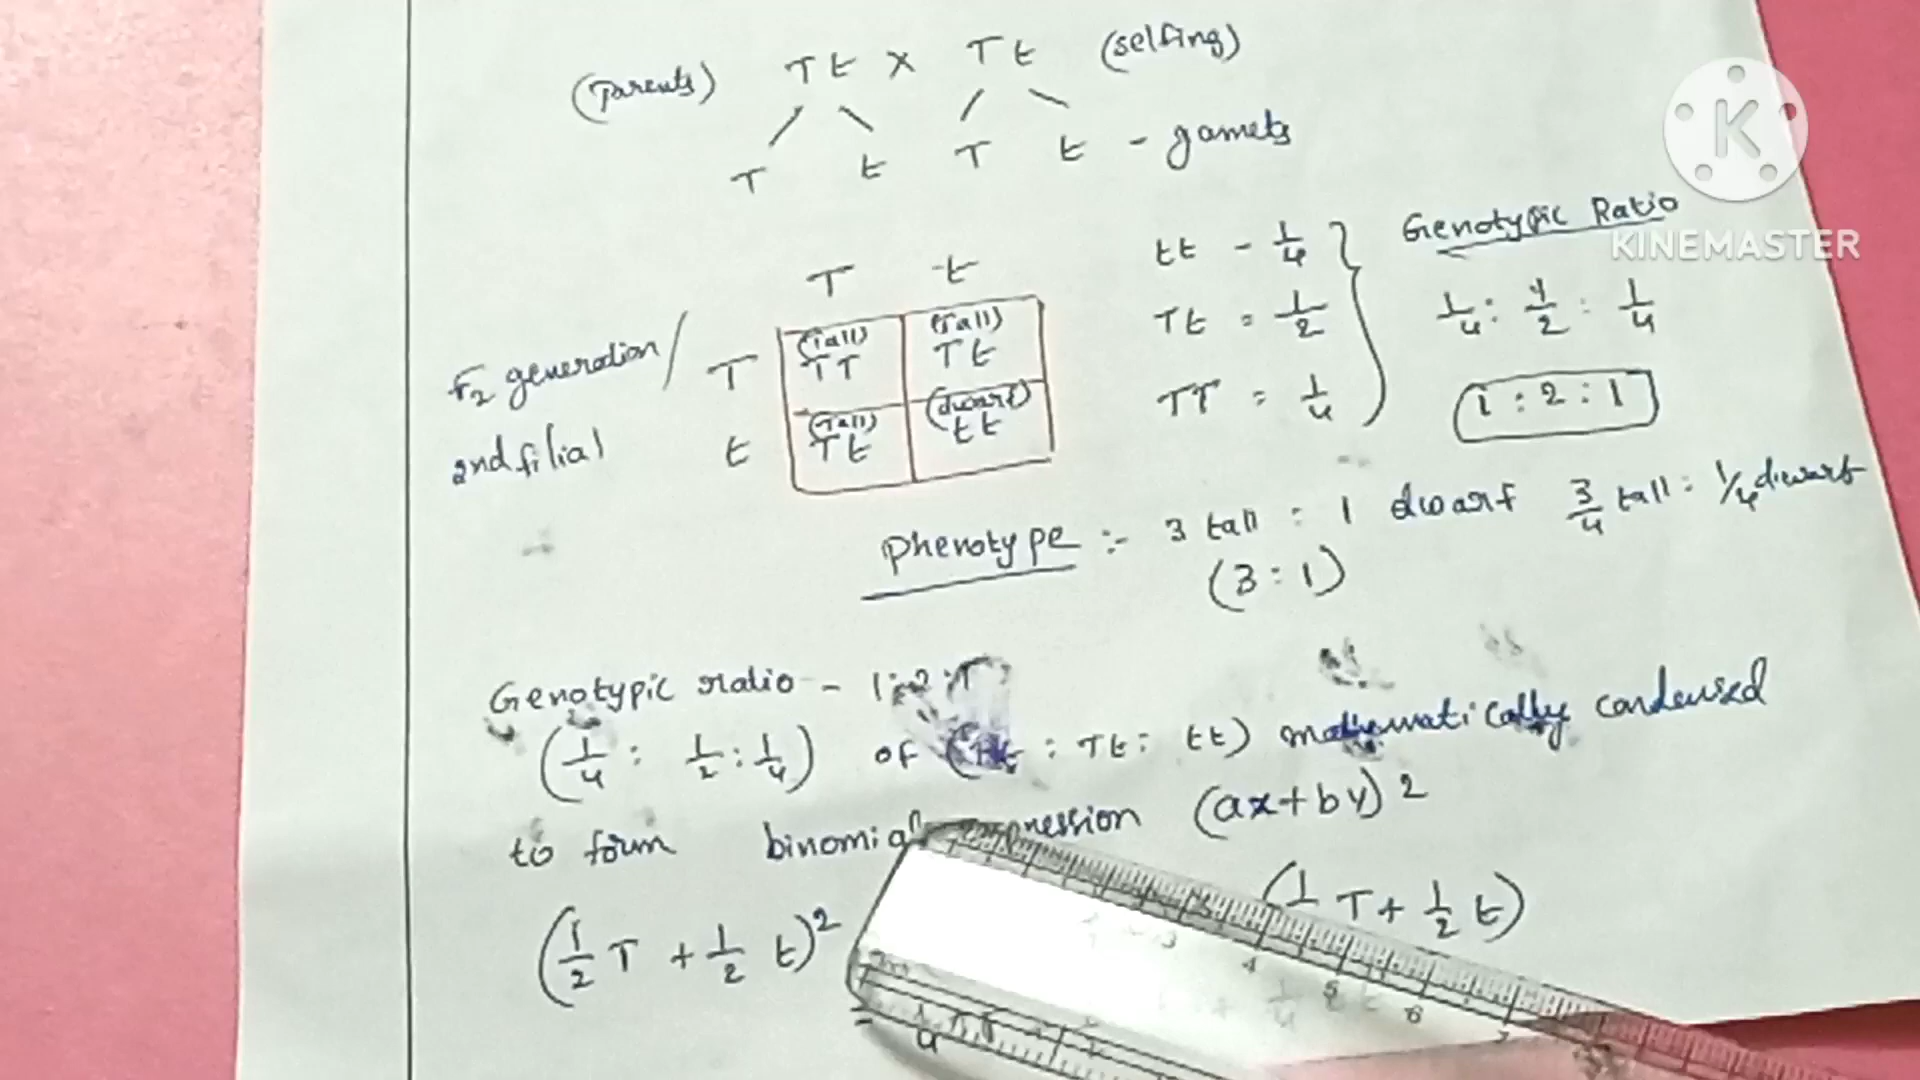 (Parents) Tt x Tt (selfing)
T t T t - gamets
K
KINEMASTER
T t
F2 generation / T (Tall) TT (Tall) Tt
2nd filial t (Tall) Tt (dwarf) tt
tt - 1/4
Tt = 1/2
TT = 1/4
Genotypic Ratio
1/4 : 1/2 : 1/4
1 : 2 : 1
Phenotype :- 3 tall : 1 dwarf 3/4 tall : 1/4 dwarf
(3 : 1)
Genotypic ratio - 1:2:1
(1/4 : 1/2 : 1/4) of ( : Tt : tt) mathematically condensed
to form binomial expression (ax+by)2
(1/2 T + 1/2 t)2 T + 1/2 t)
4 5 6 7